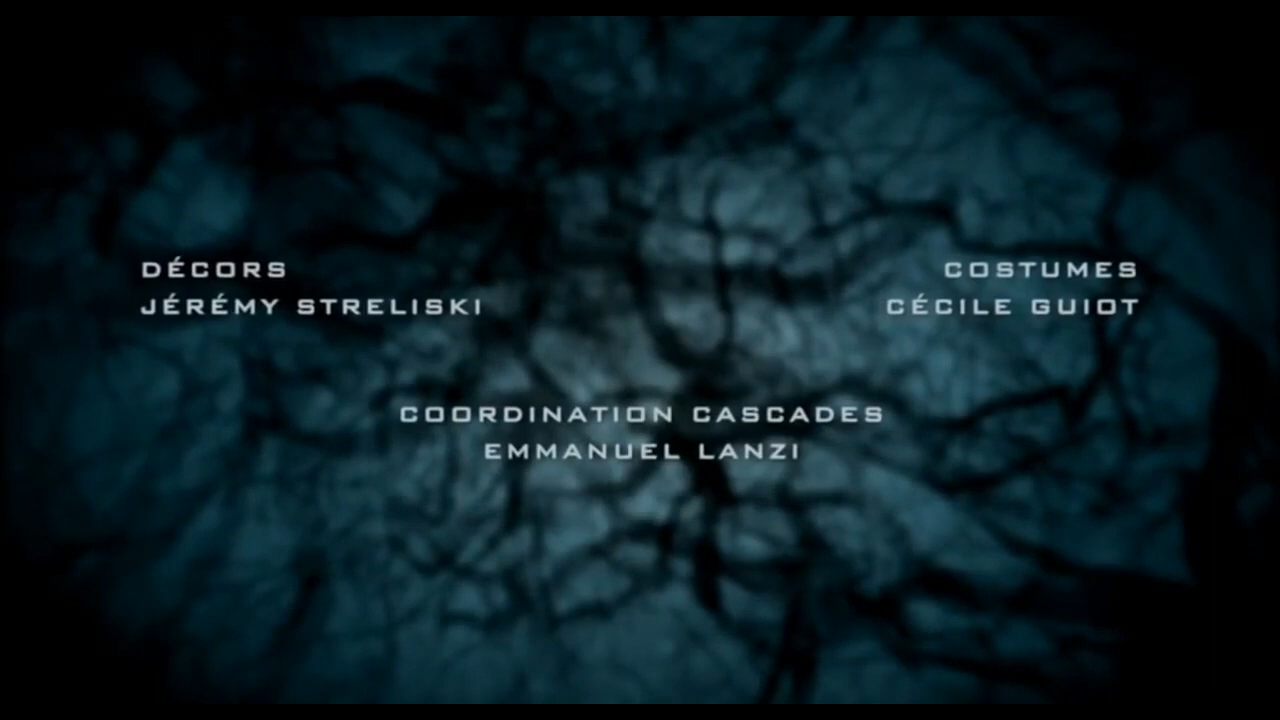 DÉCORS
JÉRÉMY STRELISKI
COSTUMES
CÉCILE GUIOT
COORDINATION CASCADES
EMMANUEL LANZI